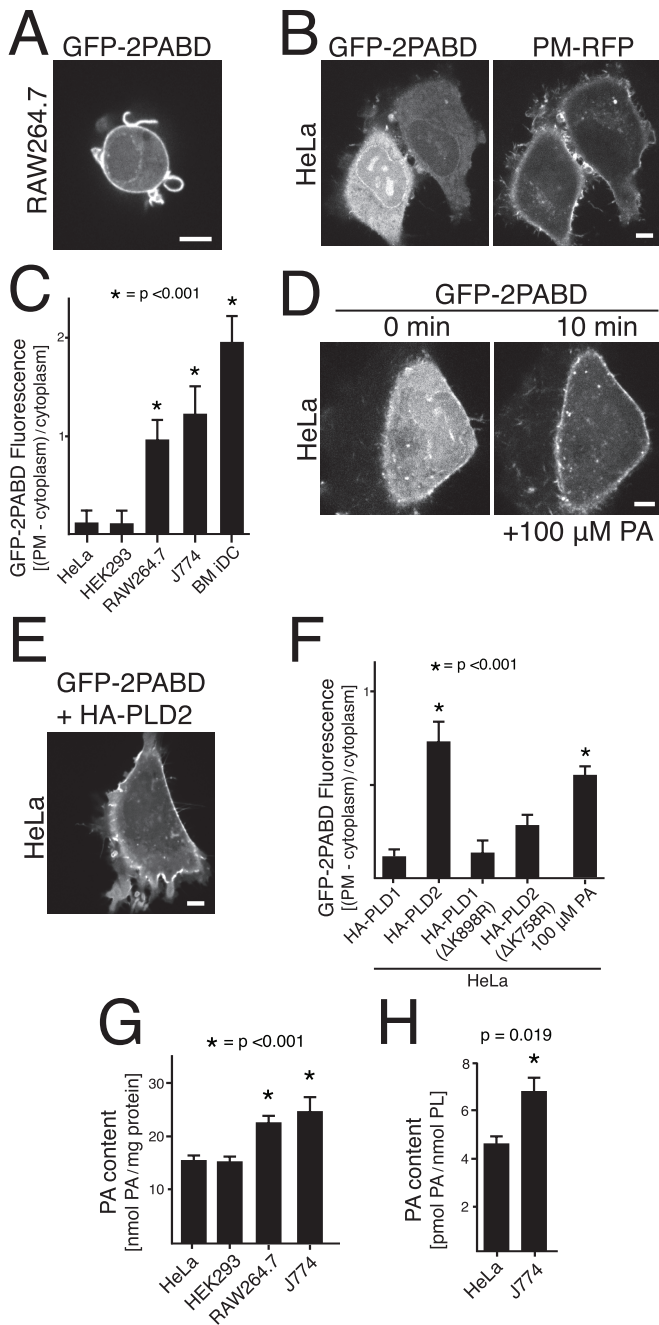 A
GFP-2PABD
RAW264.7
B
GFP-2PABD
PM-RFP
HeLa
C
* = p <0.001
GFP-2PABD Fluorescence
[(PM - cytoplasm) / cytoplasm]
2
1
*
*
*
HeLa
HEK293
RAW264.7
J774
BM iDC
D
GFP-2PABD
0 min
10 min
HeLa
+100 µM PA
E
GFP-2PABD
+ HA-PLD2
HeLa
F
* = p <0.001
GFP-2PABD Fluorescence
[(PM - cytoplasm) / cytoplasm]
1
*
*
HA-PLD1
HA-PLD2
HA-PLD1
(ΔK898R)
HA-PLD2
(ΔK758R)
100 µM PA
HeLa
G
* = p <0.001
PA content
[nmol PA / mg protein]
30
20
10
*
*
HeLa
HEK293
RAW264.7
J774
H
p = 0.019
*
PA content
[pmol PA / nmol PL]
8
6
4
2
HeLa
J774